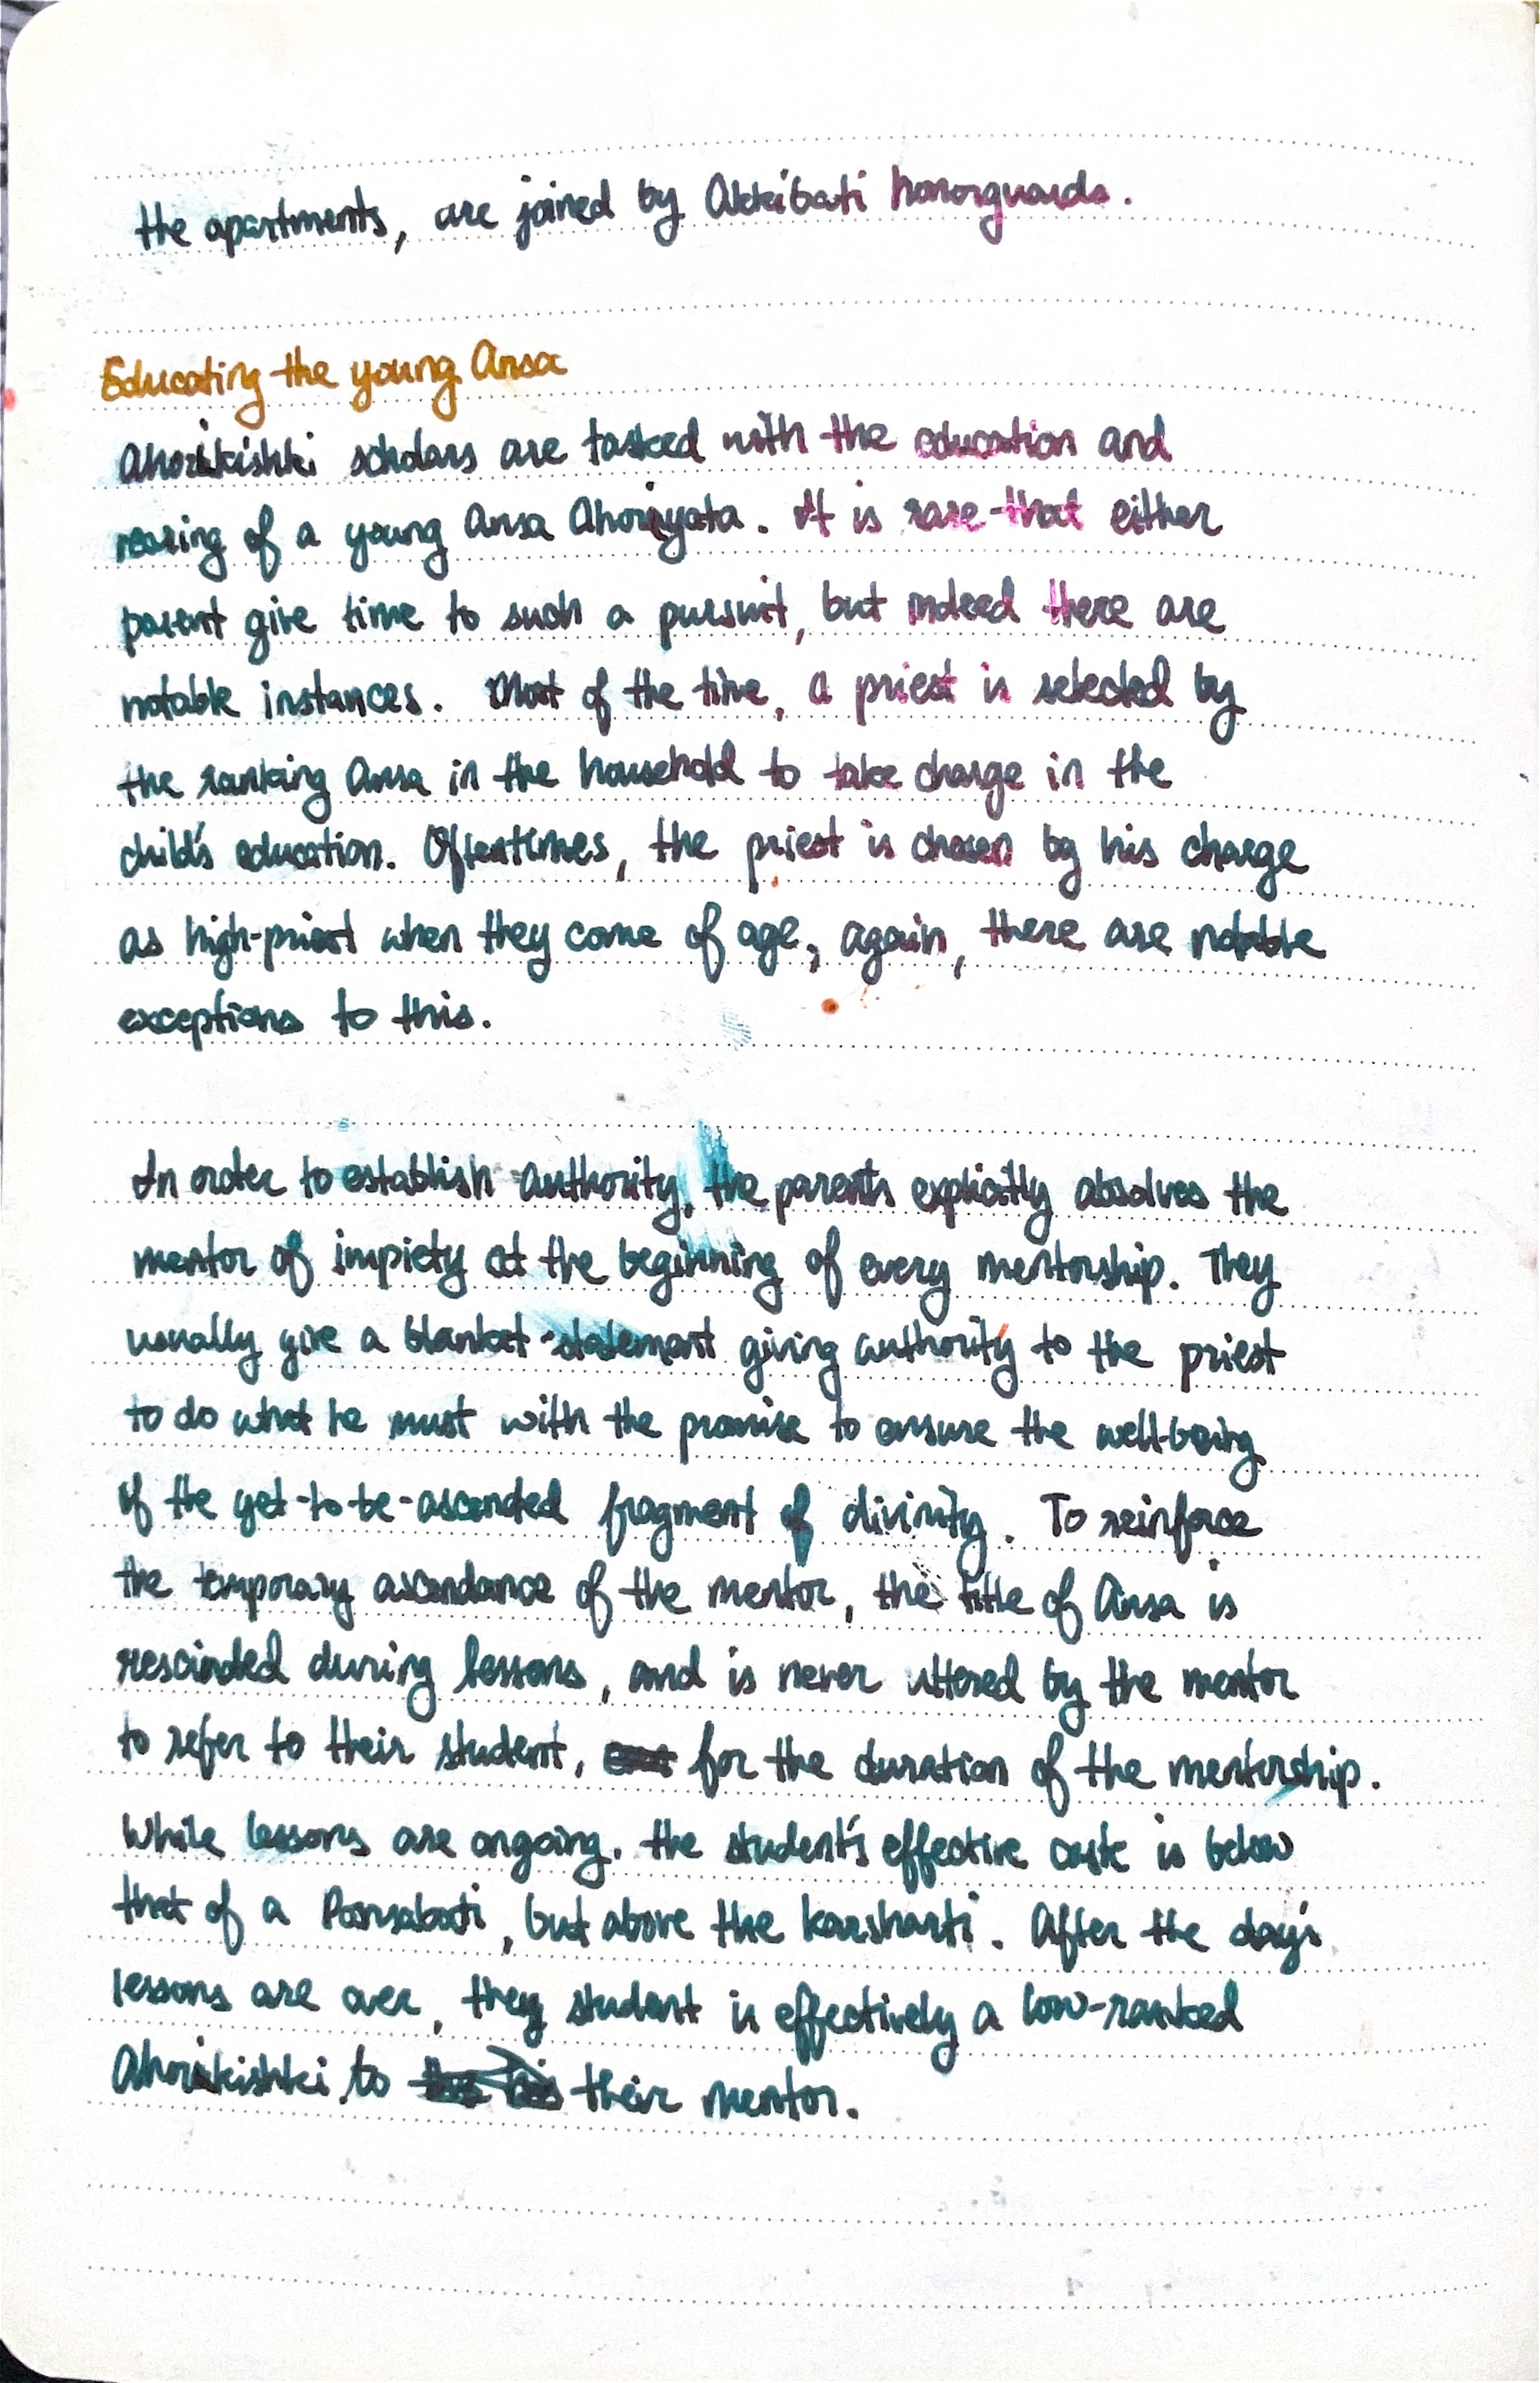 the apartments, are joined by Akkibati honorguards.
Educating the young Ansa
Ahorikishki scholars are tasked with the education and
rearing of a young Ansa Ahoriyata. It is rare that either
parent give time to such a pursuit, but indeed there are
notable instances. Most of the time, a priest is selected by
the ranking Ansa in the household to take charge in the
child's education. Oftentimes, the priest is chosen by his charge
as high-priest when they come of age, again, there are notable
exceptions to this.
In order to establish authority, the parents explicitly absolves the
mentor of impiety at the beginning of every mentorship. They
usually give a blanket statement giving authority to the priest
to do what he must with the promise to ensure the well-being
of the yet-to-be-ascended fragment of divinity. To reinforce
the temporary ascendance of the mentor, the title of Ansa is
rescinded during lessons, and is never uttered by the mentor
to refer to their student, for the duration of the mentorship.
While lessons are ongoing, the student's effective caste is below
that of a Parsabati, but above the karsharti. After the day's
lessons are over, they student is effectively a low-ranked
Ahorikishki to their mentor.